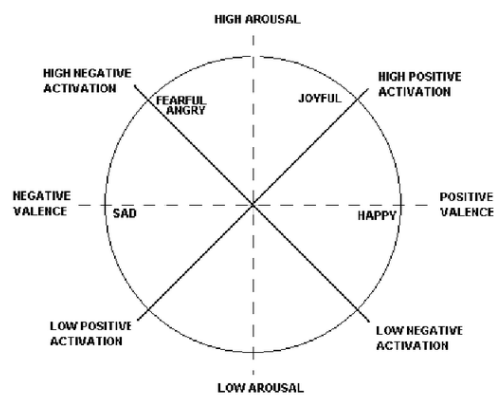 HIGH AROUSAL
HIGH NEGATIVE
ACTIVATION
HIGH POSITIVE
ACTIVATION
FEARFUL
ANGRY
JOYFUL
NEGATIVE
VALENCE
SAD
HAPPY
POSITIVE
VALENCE
LOW POSITIVE
ACTIVATION
LOW NEGATIVE
ACTIVATION
LOW AROUSAL